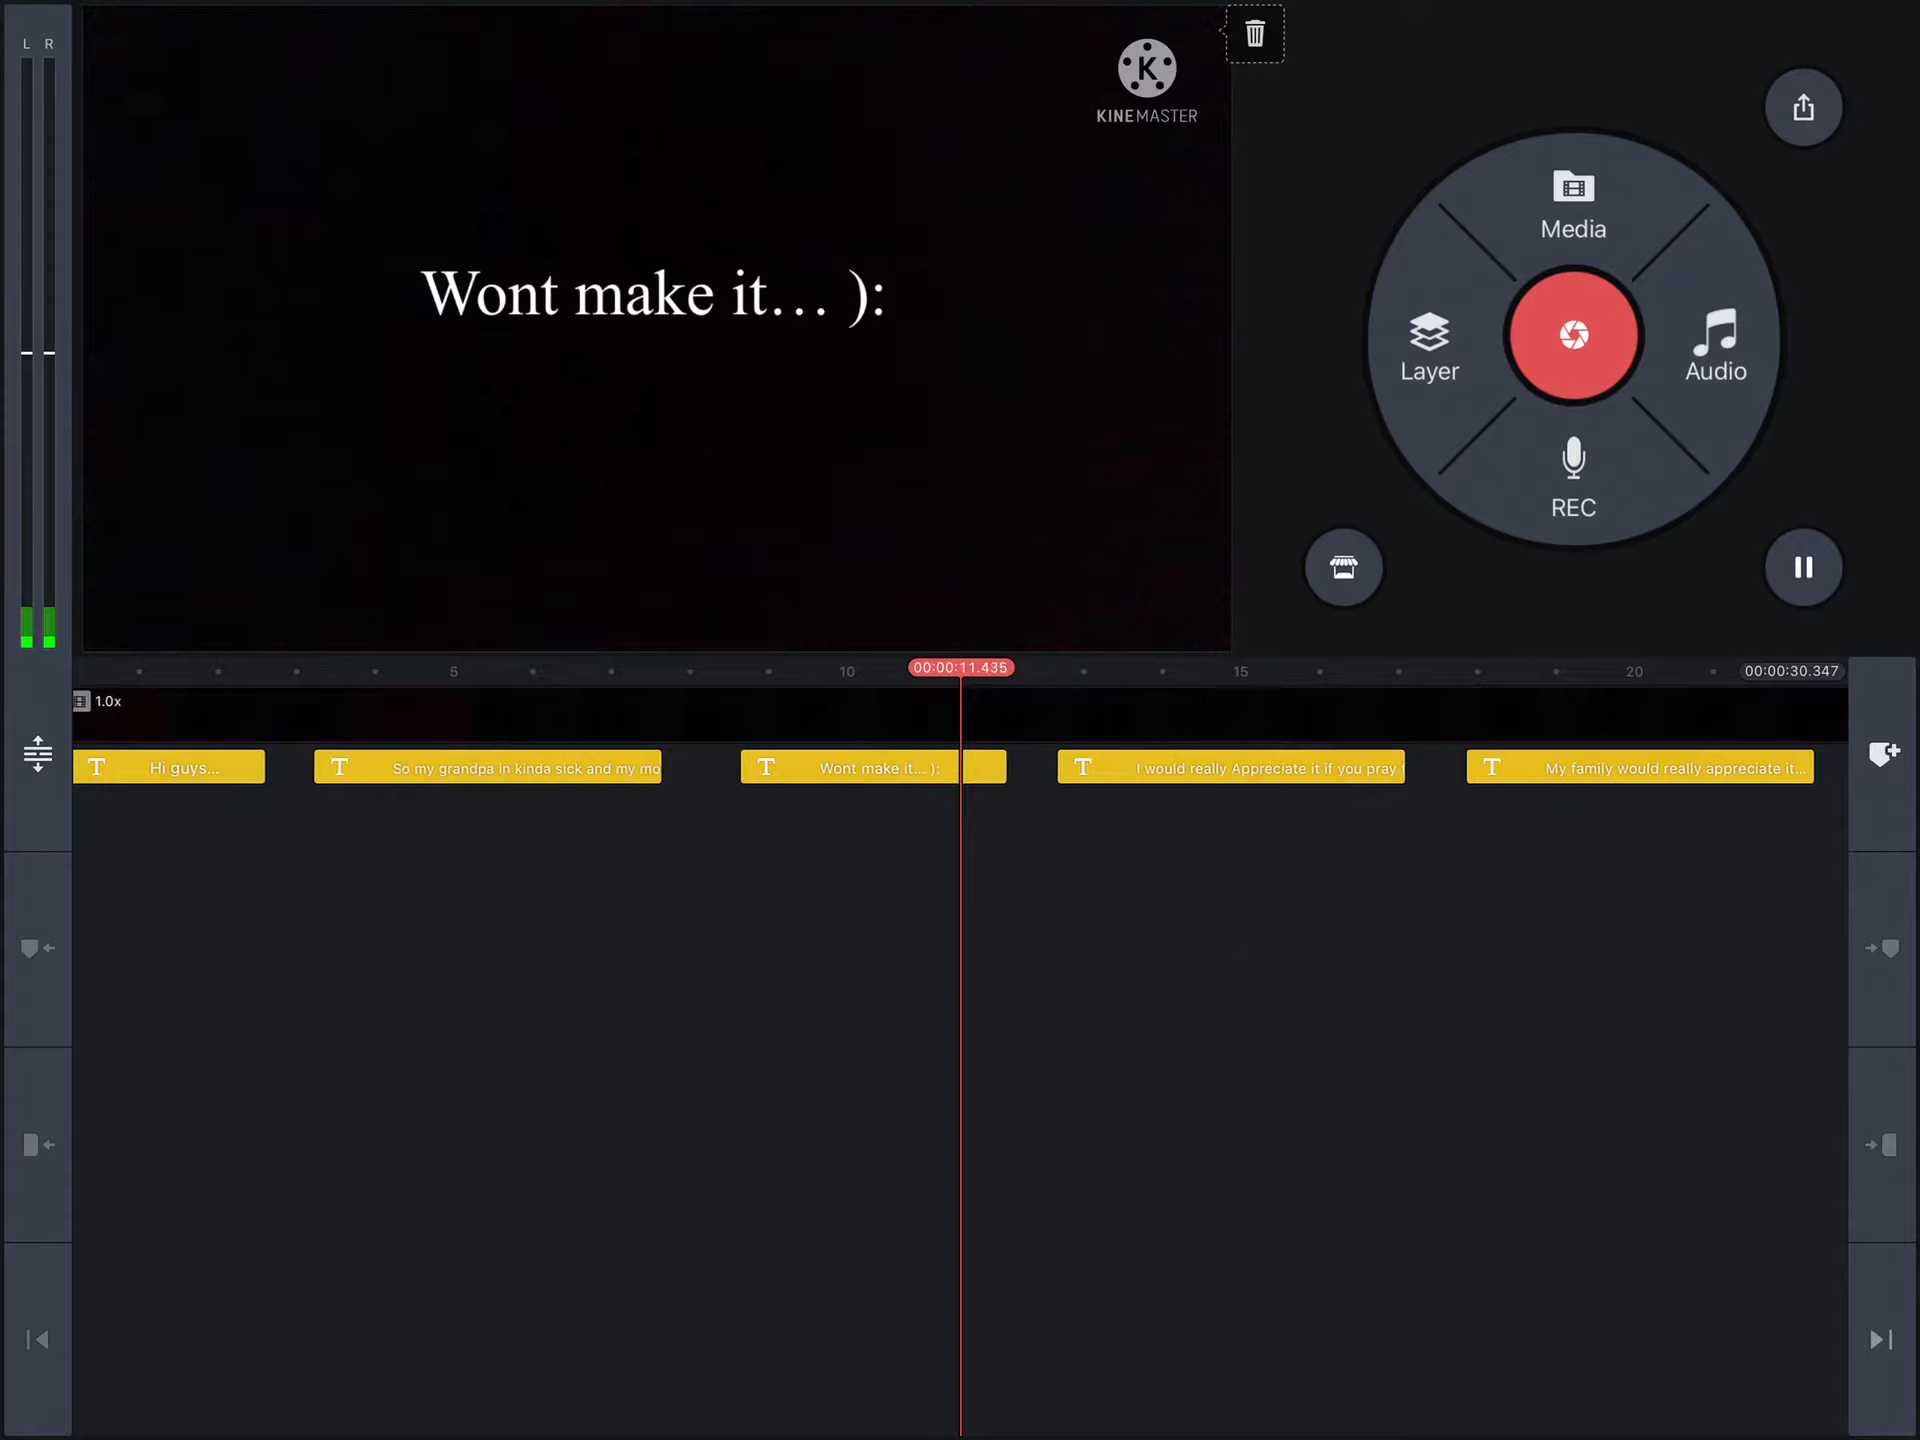 L R
KINEMASTER
Wont make it... ):
Media
Layer
Audio
REC
5
10
00:00:11.435
15
20
00:00:30.347
1.0x
T Hi guys...
T So my grandpa in kinda sick and my mo
T Wont make it... ):
T I would really Appreciate it if you pray
T My family would really appreciate it...